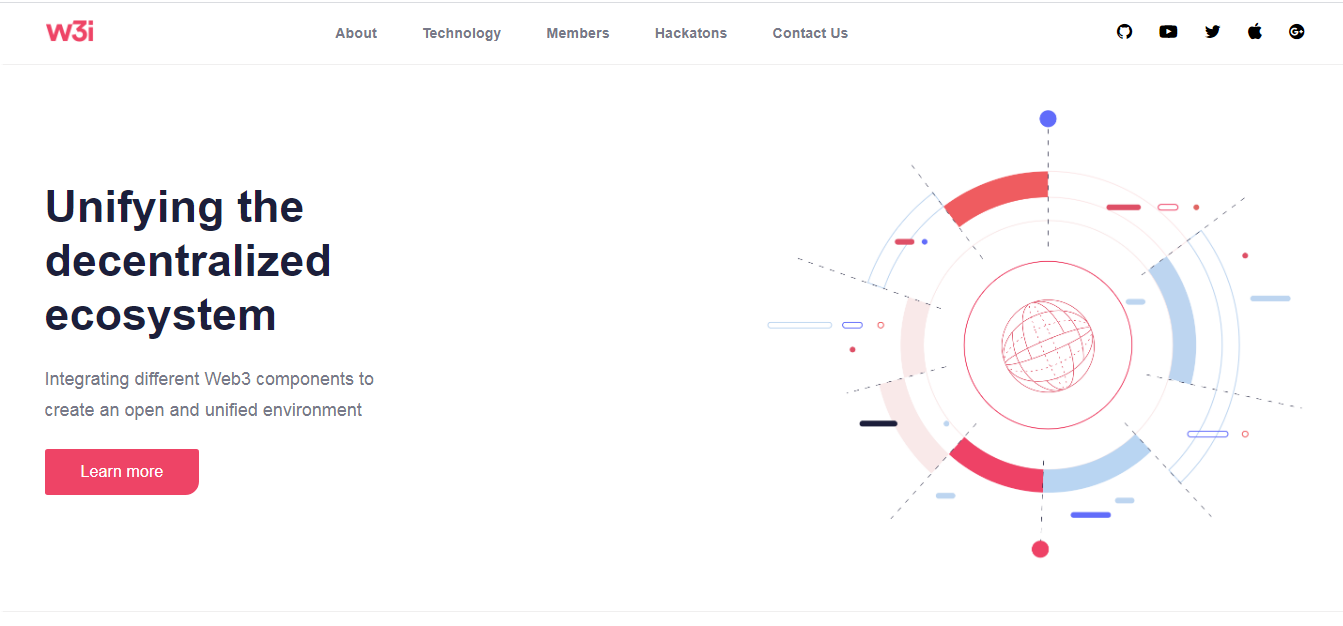 w3i
About
Technology
Members
Hackatons
Contact Us
Unifying the
decentralized
ecosystem
Integrating different Web3 components to
create an open and unified environment
Learn more